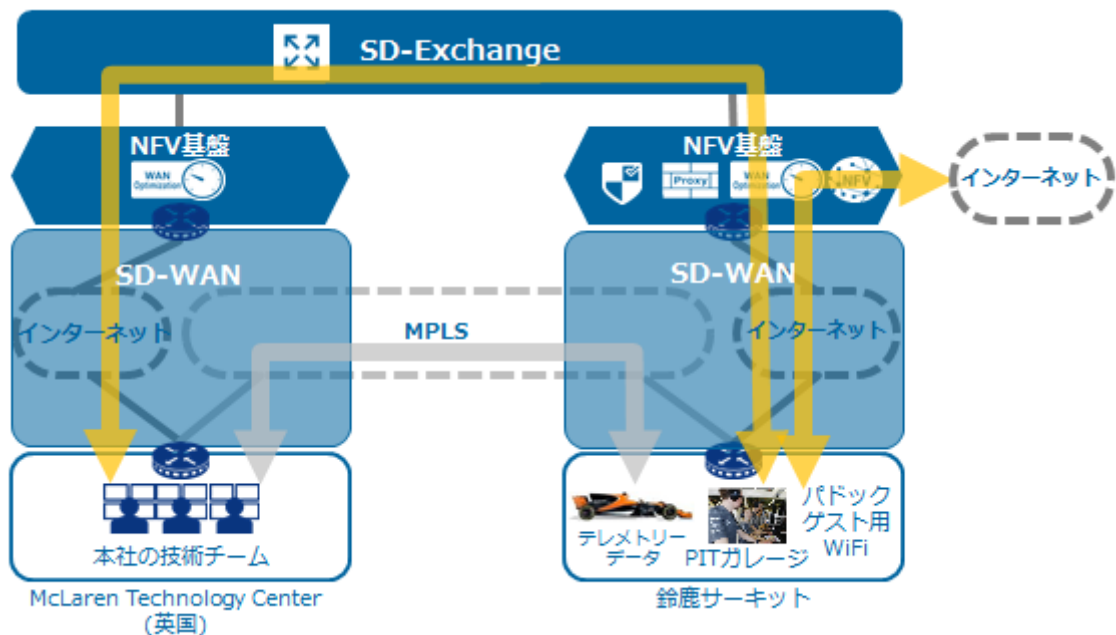 SD-Exchange
NFV基盤
WAN
Optimization
NFV基盤
Proxy
WAN
Optimization
NFV
インターネット
SD-WAN
SD-WAN
インターネット
MPLS
インターネット
本社の技術チーム
テレメトリー
データ
PITガレージ
パドック
ゲスト用
WiFi
McLaren Technology Center
(英国)
鈴鹿サーキット